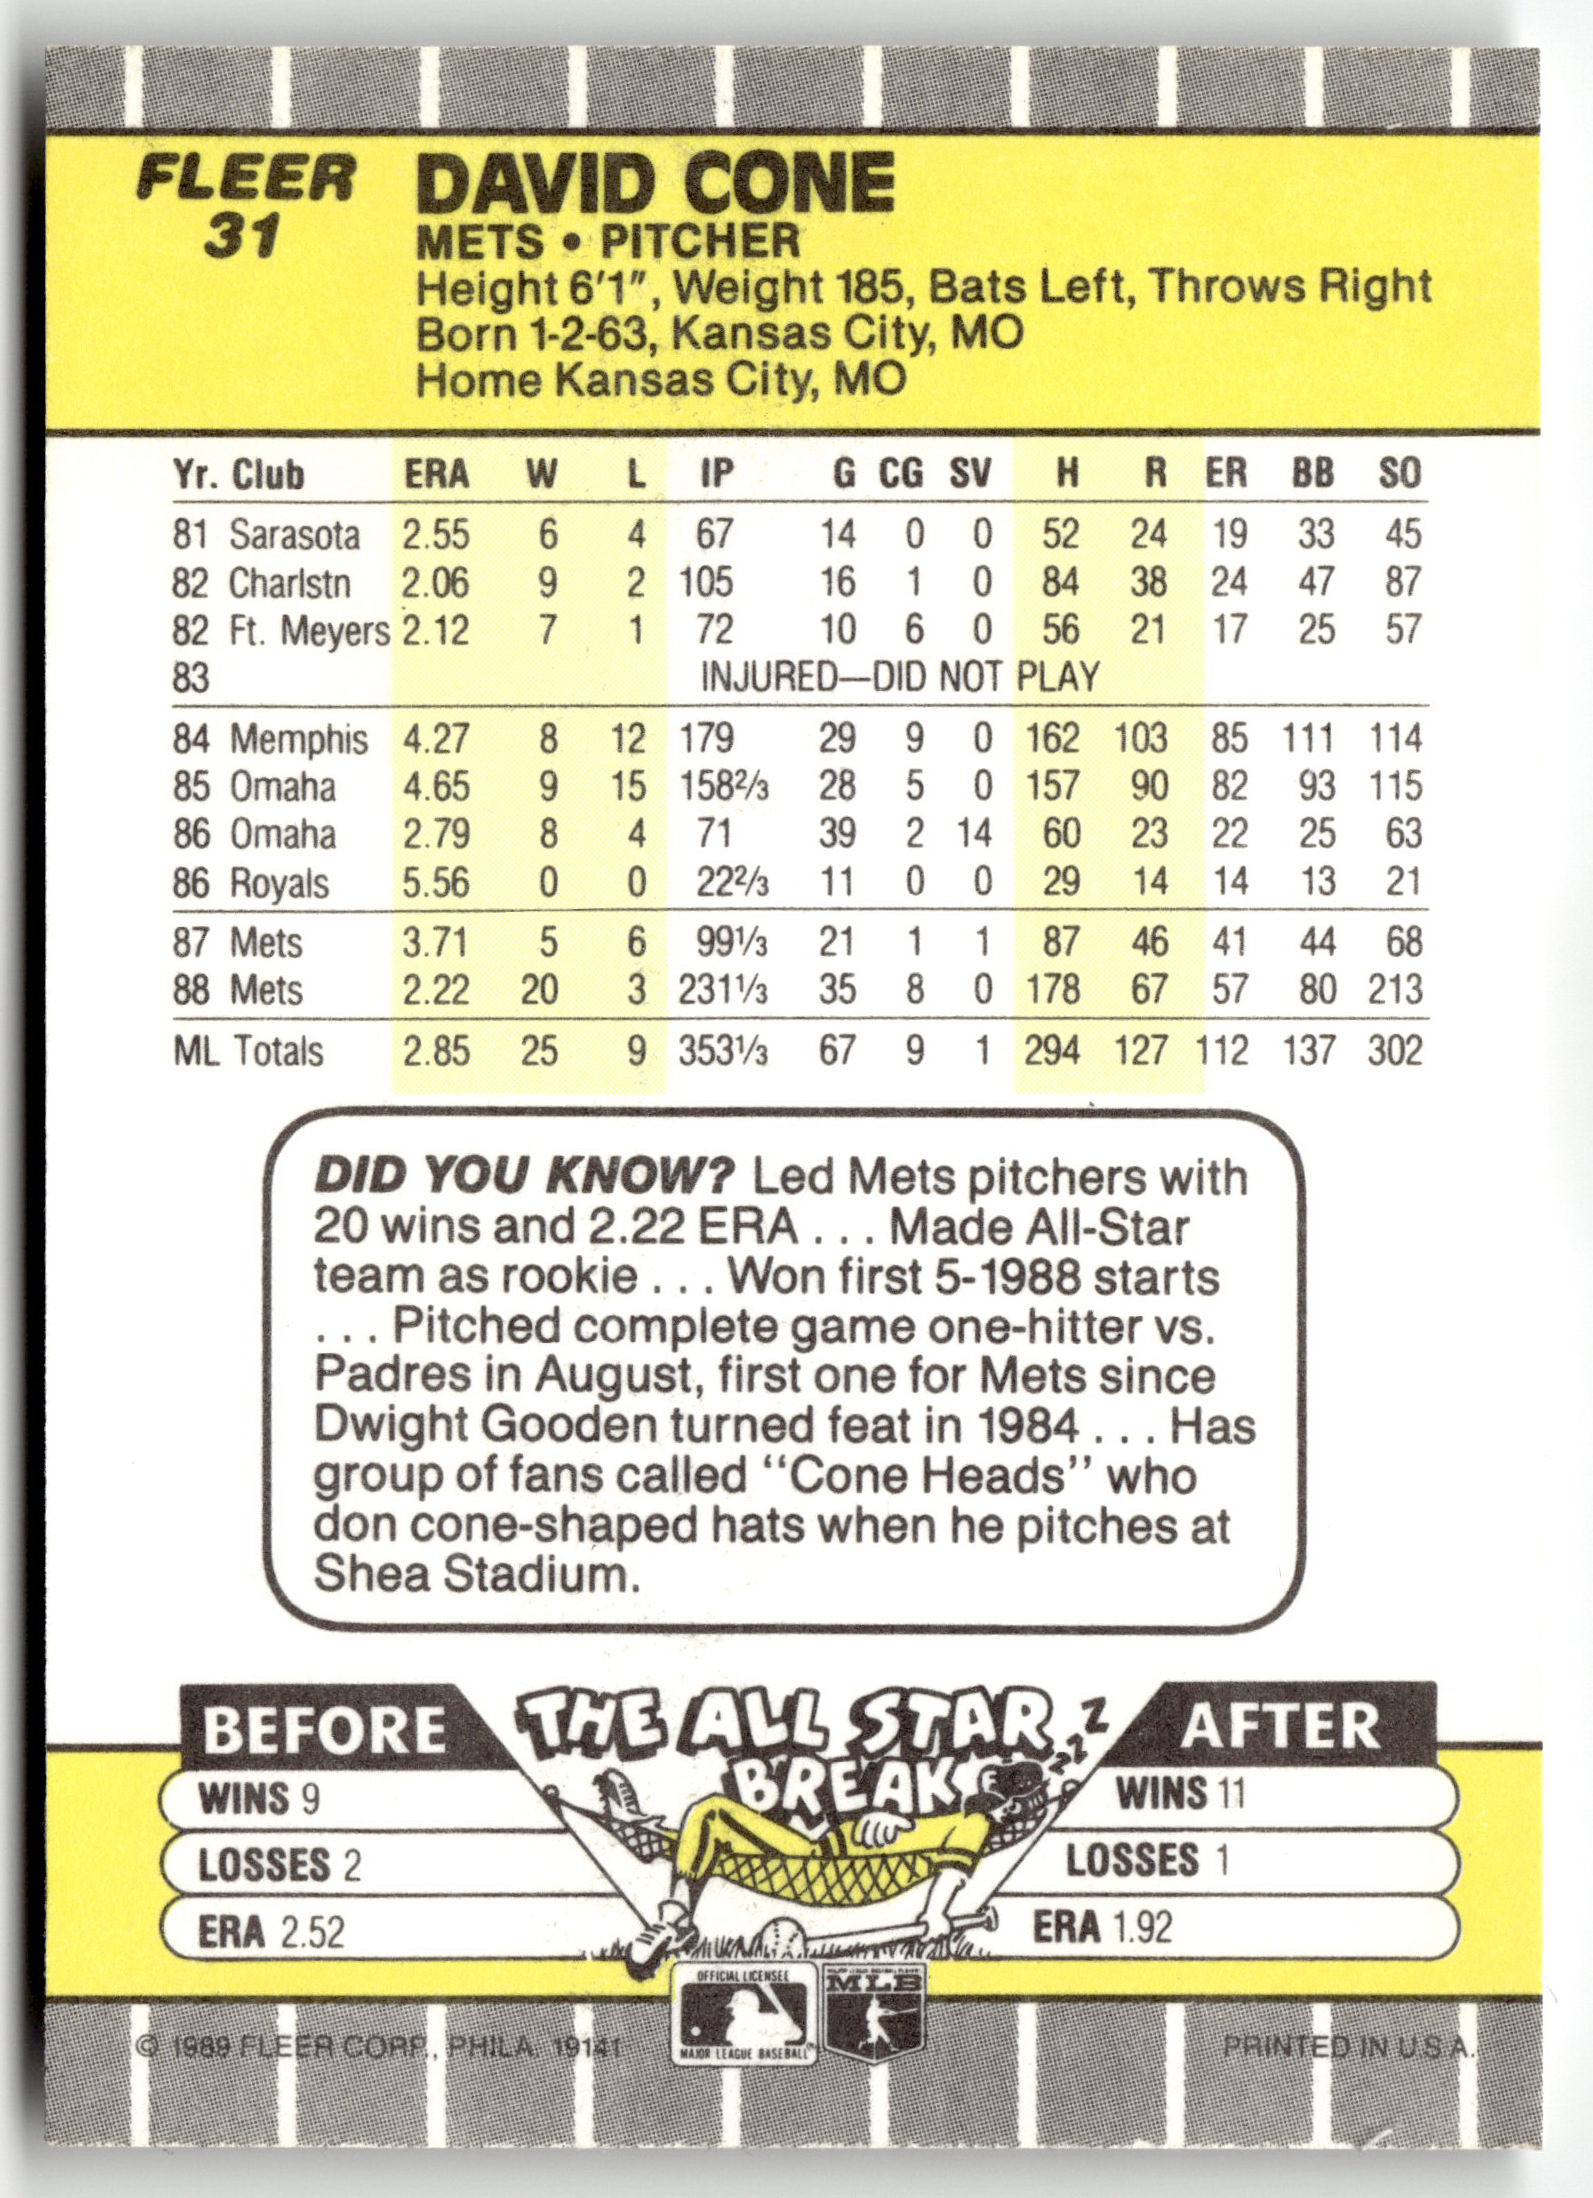 FLEER
31
DAVID CONE
METS • PITCHER
Height 6'1", Weight 185, Bats Left, Throws Right
Born 1-2-63, Kansas City, MO
Home Kansas City, MO
Yr. Club ERA W L IP G CG SV H R ER BB SO
81 Sarasota 2.55 6 4 67 14 0 0 52 24 19 33 45
82 Charlstn 2.06 9 2 105 16 1 0 84 38 24 47 87
82 Ft. Meyers 2.12 7 1 72 10 6 0 56 21 17 25 57
83 INJURED—DID NOT PLAY
84 Memphis 4.27 8 12 179 29 9 0 162 103 85 111 114
85 Omaha 4.65 9 15 158⅔ 28 5 0 157 90 82 93 115
86 Omaha 2.79 8 4 71 39 2 14 60 23 22 25 63
86 Royals 5.56 0 0 22⅔ 11 0 0 29 14 14 13 21
87 Mets 3.71 5 6 99⅓ 21 1 1 87 46 41 44 68
88 Mets 2.22 20 3 231⅓ 35 8 0 178 67 57 80 213
ML Totals 2.85 25 9 353⅓ 67 9 1 294 127 112 137 302
DID YOU KNOW? Led Mets pitchers with
20 wins and 2.22 ERA . . . Made All-Star
team as rookie . . . Won first 5-1988 starts
. . . Pitched complete game one-hitter vs.
Padres in August, first one for Mets since
Dwight Gooden turned feat in 1984 . . . Has
group of fans called "Cone Heads" who
don cone-shaped hats when he pitches at
Shea Stadium.
BEFORE
THE ALL STAR
BREAK
Z Z Z Z
AFTER
WINS 9
WINS 11
LOSSES 2
LOSSES 1
ERA 2.52
ERA 1.92
OFFICIAL LICENSEE
MAJOR LEAGUE BASEBALL
MLB
© 1989 FLEER CORP., PHILA. 19141
PRINTED IN U.S.A.